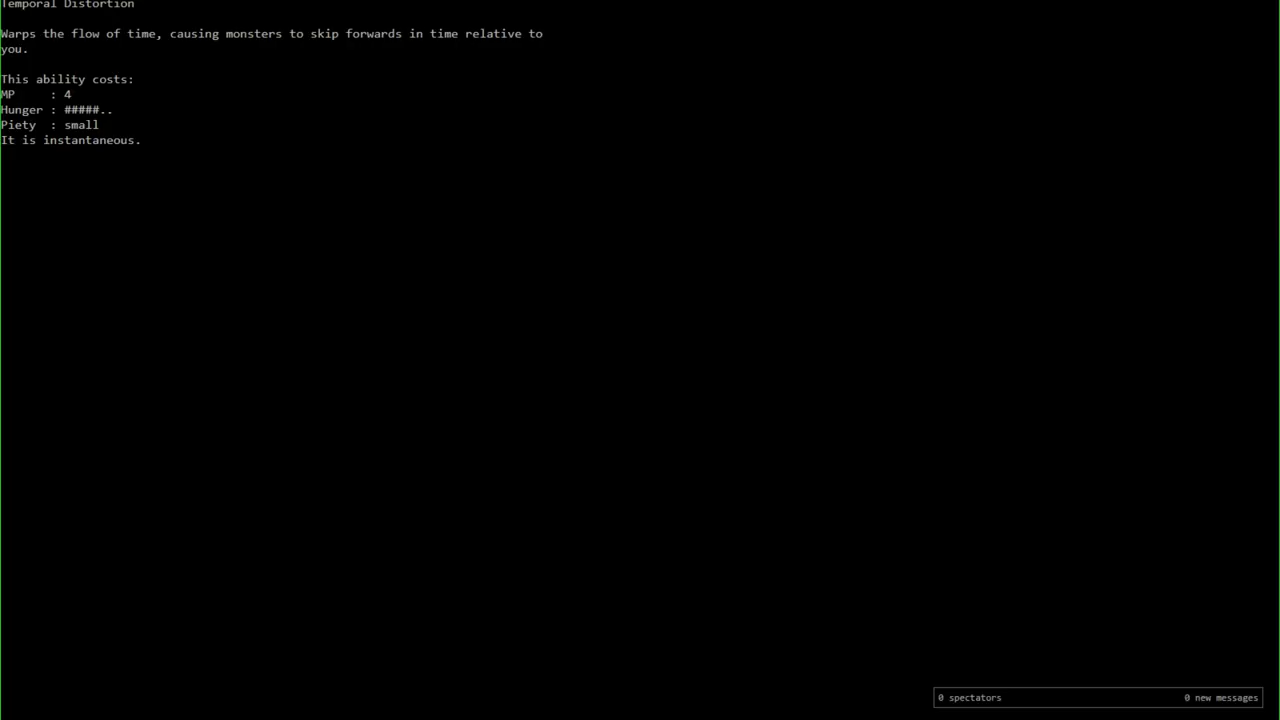 Temporal Distortion
Warps the flow of time, causing monsters to skip forwards in time relative to
you.
This ability costs:
MP     : 4
Hunger : #####..
Piety  : small
It is instantaneous.
0 spectators 0 new messages